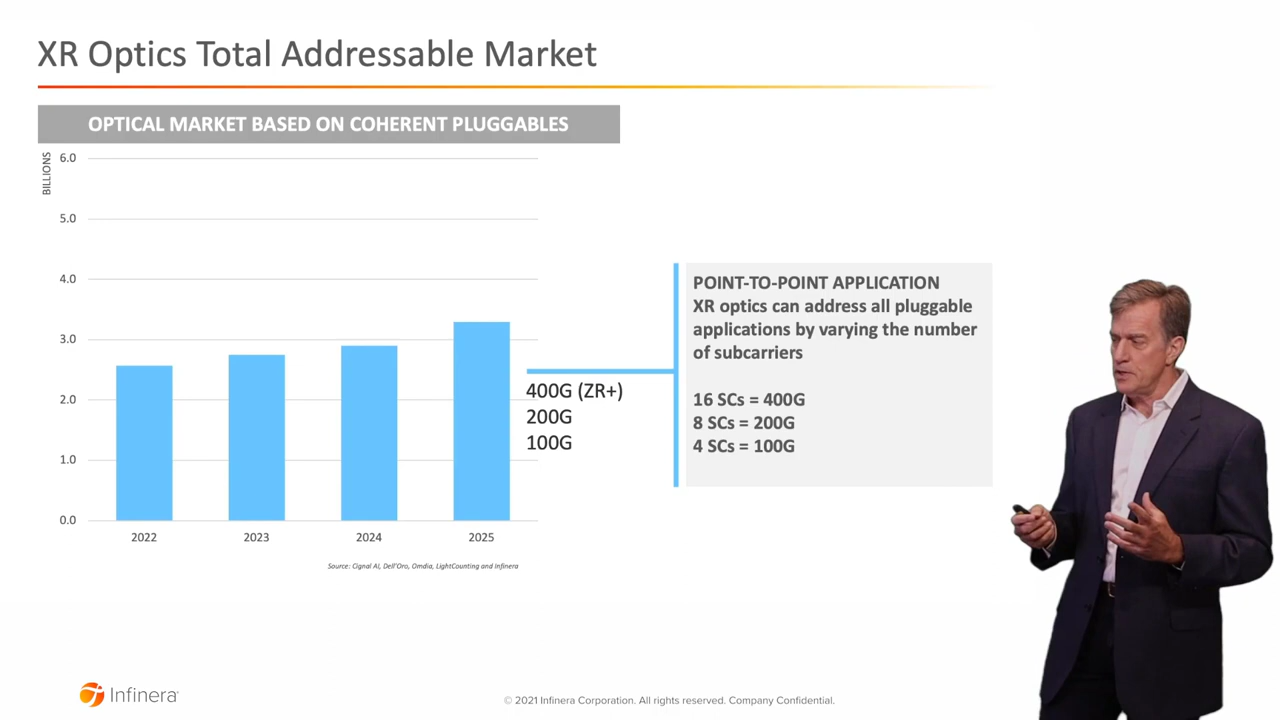 XR Optics Total Addressable Market
OPTICAL MARKET BASED ON COHERENT PLUGGABLES
BILLIONS
6.0
5.0
4.0
3.0
2.0
1.0
0.0
2022 2023 2024 2025
400G (ZR+)
200G
100G
POINT-TO-POINT APPLICATION
XR optics can address all pluggable
applications by varying the number
of subcarriers
16 SCs = 400G
8 SCs = 200G
4 SCs = 100G
Source: Cignal AI, Dell'Oro, Omdia, LightCounting and Infinera
Infinera
© 2021 Infinera Corporation. All rights reserved. Company Confidential.